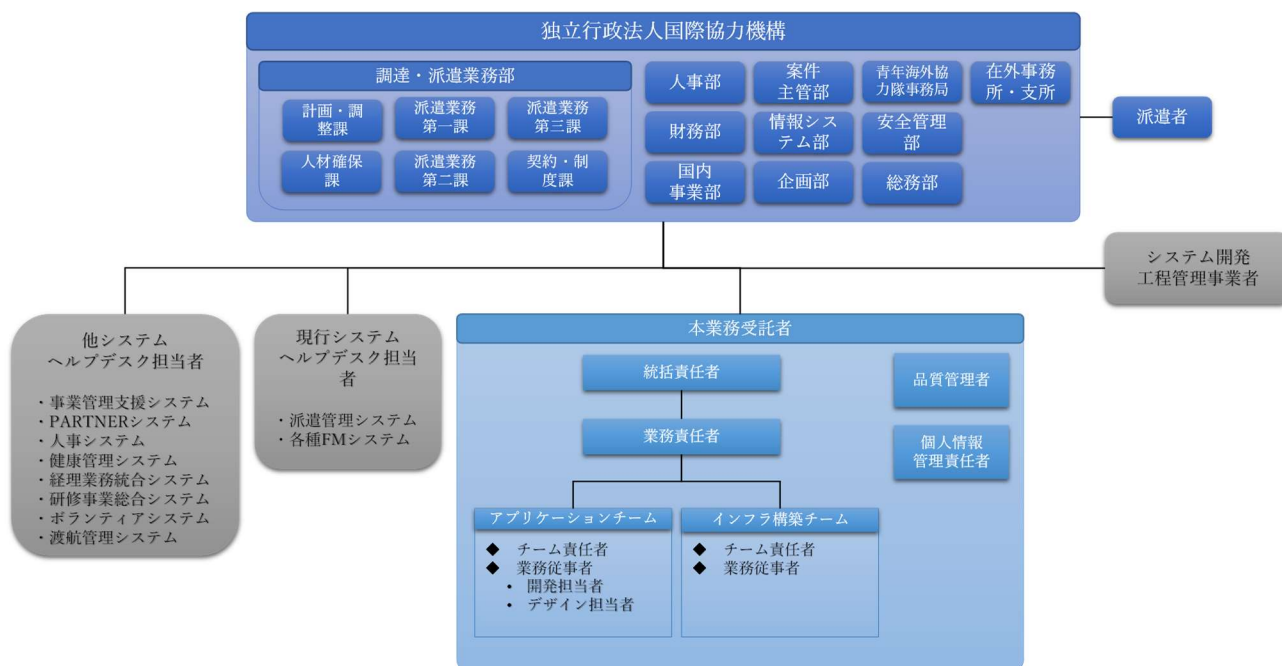 独立行政法人国際協力機構
調達・派遣業務部
計画・調
整課
派遣業務
第一課
派遣業務
第三課
人材確保
課
派遣業務
第二課
契約・制
度課
人事部
案件
主管部
青年海外協
力隊事務局
在外事務
所・支所
財務部
情報シス
テム部
安全管理
部
国内
事業部
企画部
総務部
派遣者
システム開発
工程管理事業者
他システム
ヘルプデスク担当者
・事業管理支援システム
・PARTNERシステム
・人事システム
・健康管理システム
・経理業務統合システム
・研修事業総合システム
・ボランティアシステム
・渡航管理システム
現行システム
ヘルプデスク担当
者
・派遣管理システム
・各種FMシステム
本業務受託者
統括責任者
業務責任者
品質管理者
個人情報
管理責任者
アプリケーションチーム
◆ チーム責任者
◆ 業務従事者
• 開発担当者
• デザイン担当者
インフラ構築チーム
◆ チーム責任者
◆ 業務従事者